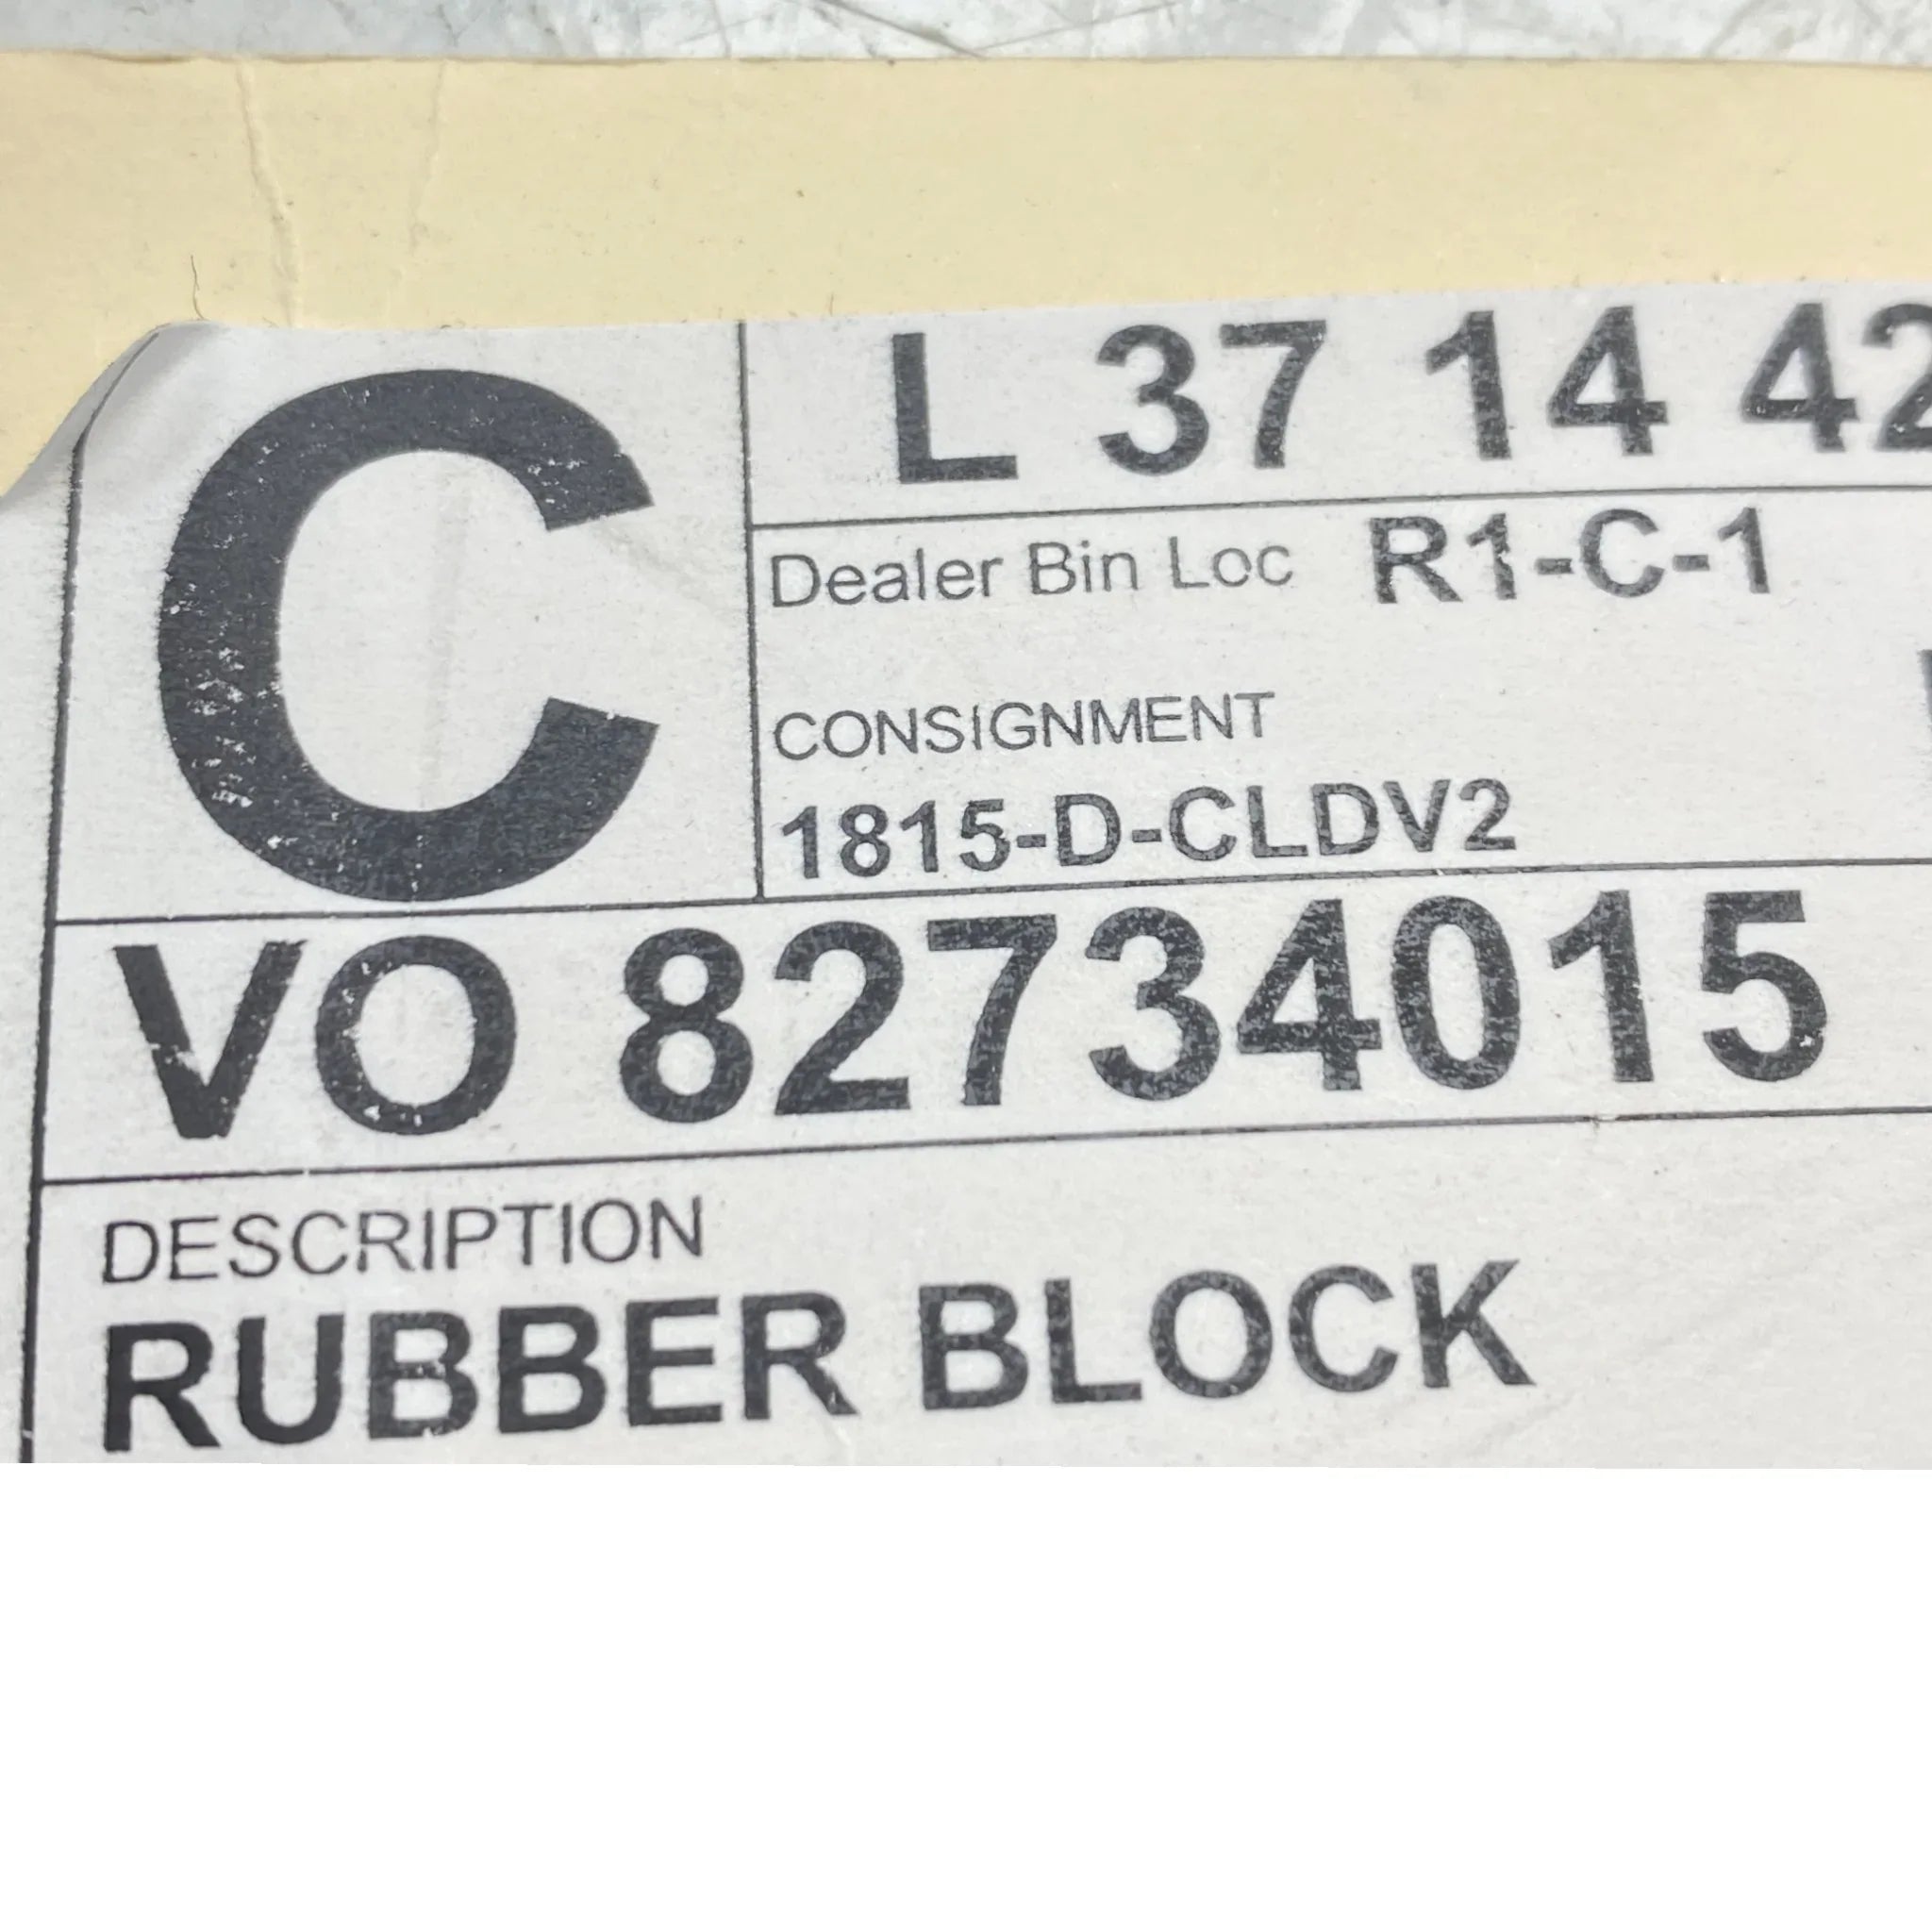 C
L 37 14 42
Dealer Bin Loc R1-C-1
CONSIGNMENT
1815-D-CLDV2
VO 82734015
DESCRIPTION
RUBBER BLOCK